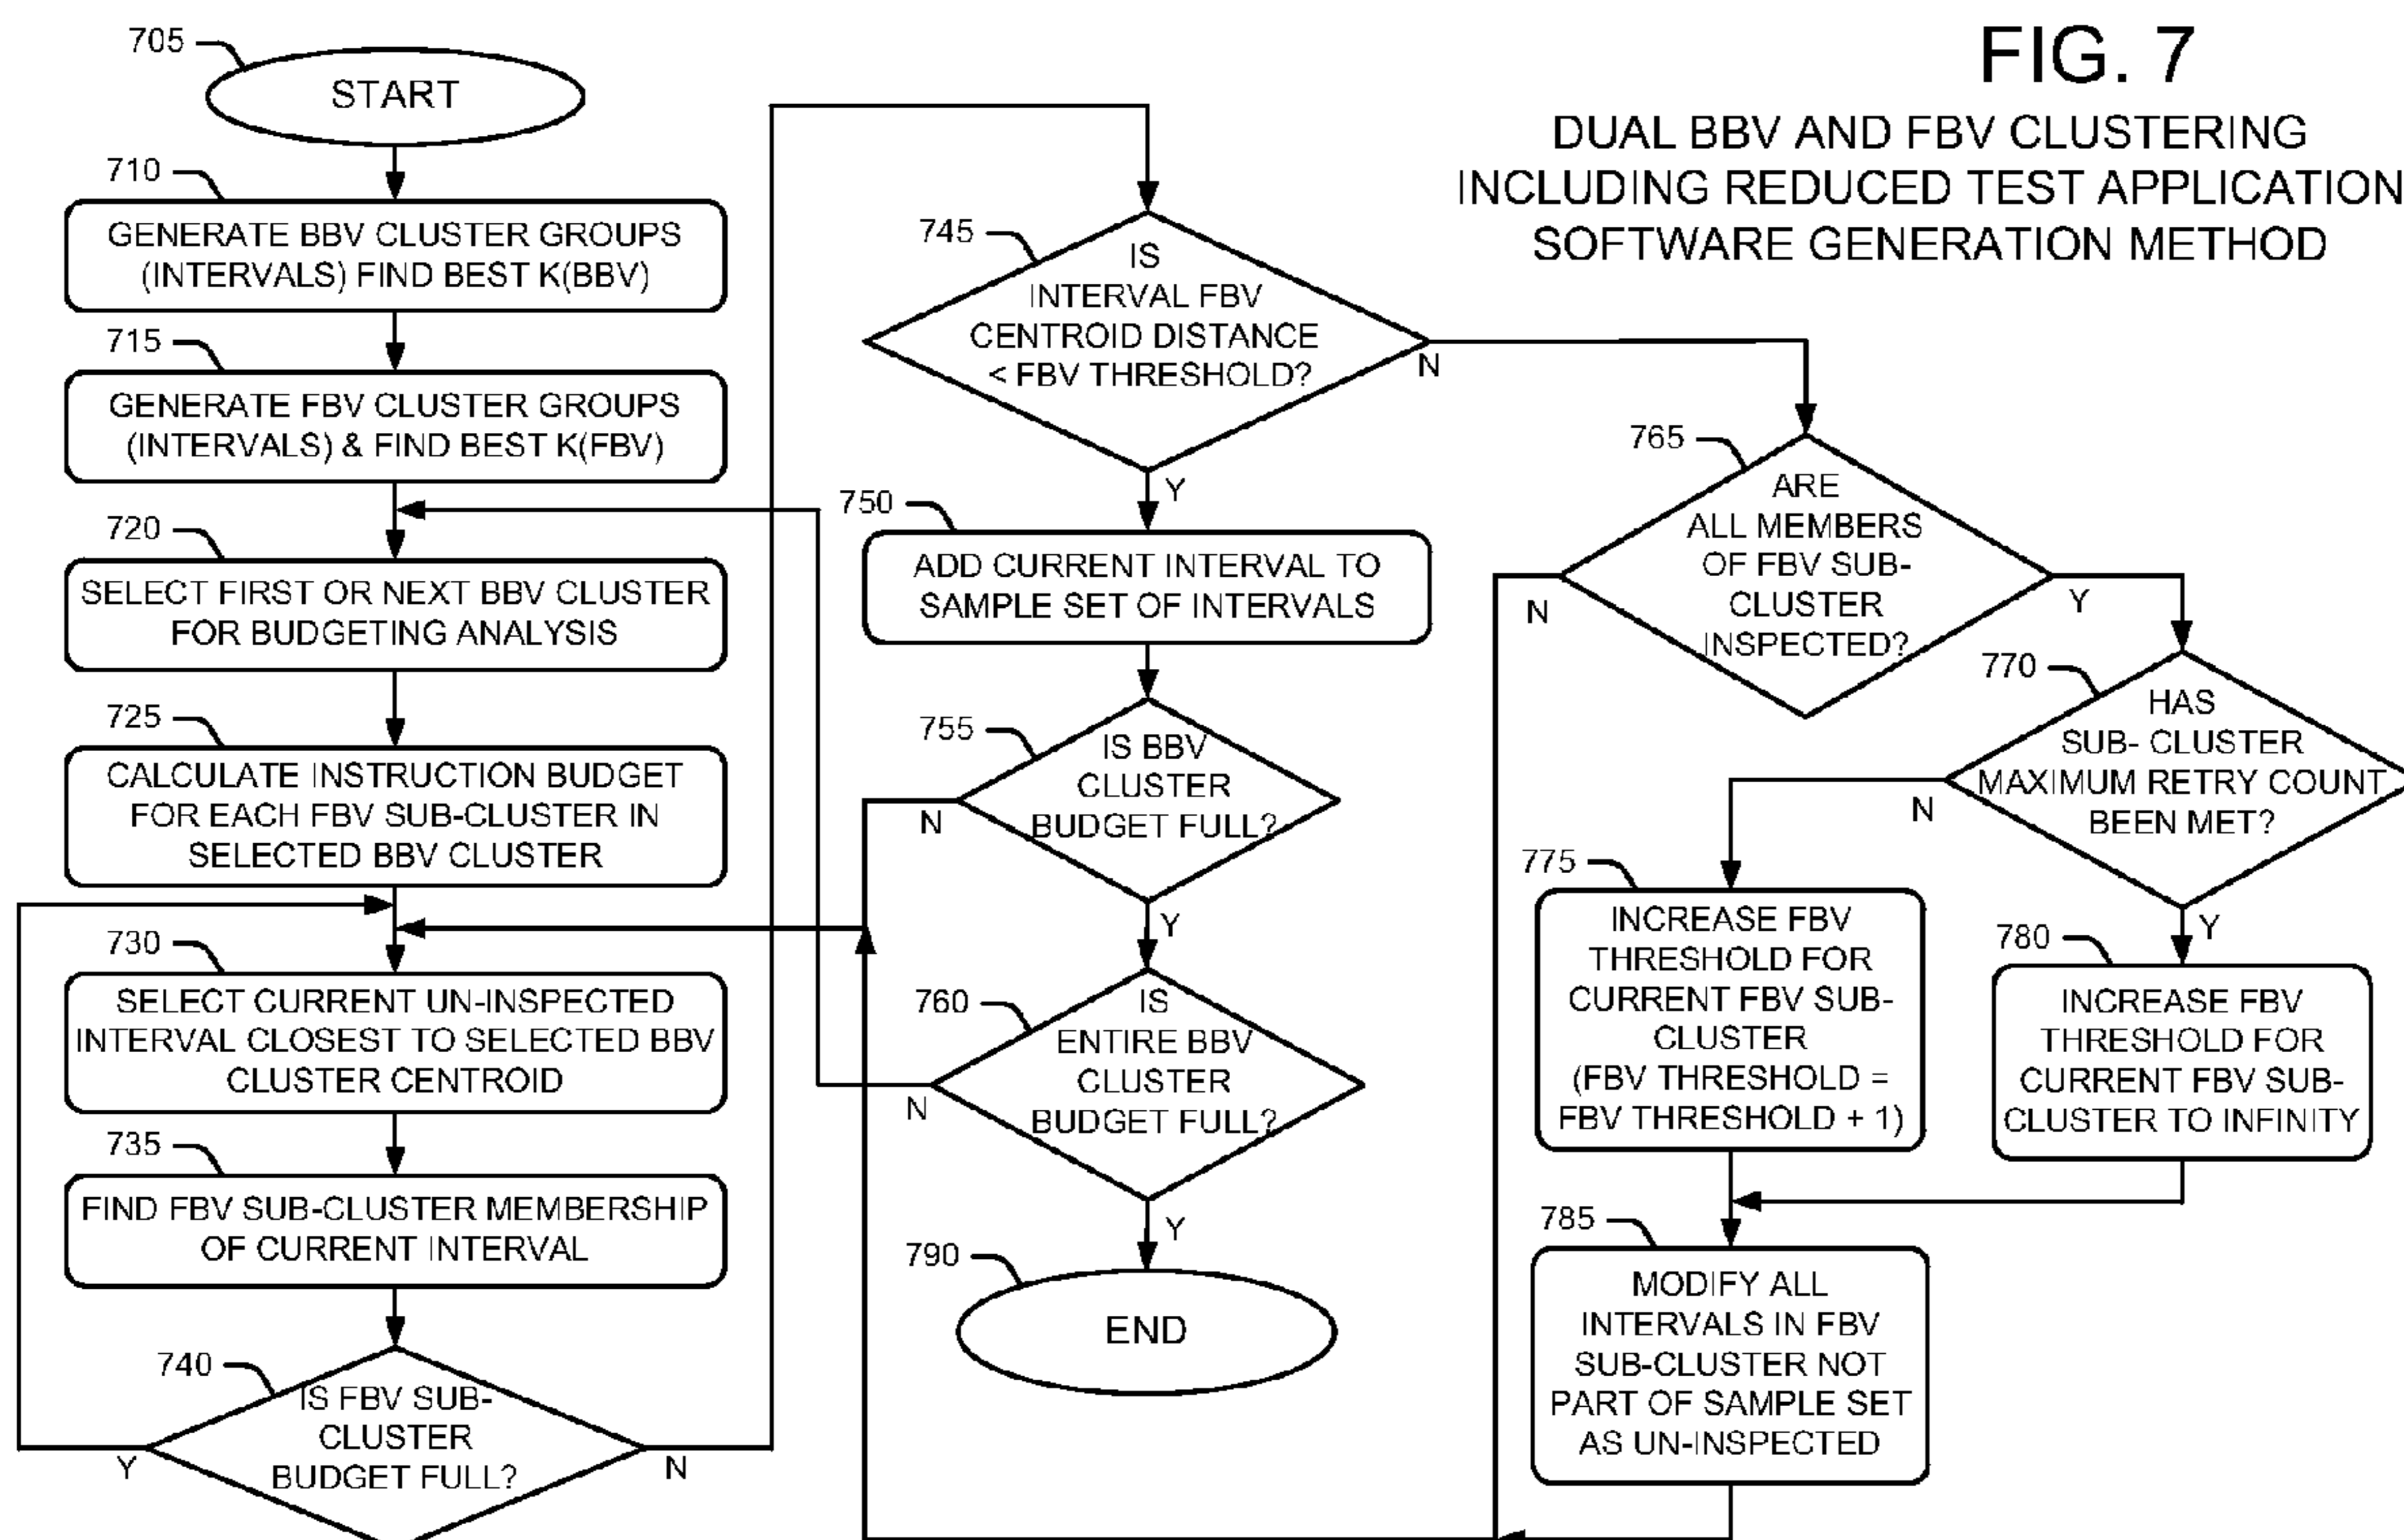 FIG. 7
DUAL BBV AND FBV CLUSTERING
INCLUDING REDUCED TEST APPLICATION
SOFTWARE GENERATION METHOD
705
START
710
GENERATE BBV CLUSTER GROUPS
(INTERVALS) FIND BEST K(BBV)
715
GENERATE FBV CLUSTER GROUPS
(INTERVALS) & FIND BEST K(FBV)
720
SELECT FIRST OR NEXT BBV CLUSTER
FOR BUDGETING ANALYSIS
725
CALCULATE INSTRUCTION BUDGET
FOR EACH FBV SUB-CLUSTER IN
SELECTED BBV CLUSTER
730
SELECT CURRENT UN-INSPECTED
INTERVAL CLOSEST TO SELECTED BBV
CLUSTER CENTROID
735
FIND FBV SUB-CLUSTER MEMBERSHIP
OF CURRENT INTERVAL
740
IS FBV SUB-
CLUSTER
BUDGET FULL?
Y
N
745
IS
INTERVAL FBV
CENTROID DISTANCE
< FBV THRESHOLD?
N
Y
750
ADD CURRENT INTERVAL TO
SAMPLE SET OF INTERVALS
755
IS BBV
CLUSTER
BUDGET FULL?
N
Y
760
IS
ENTIRE BBV
CLUSTER
BUDGET FULL?
N
Y
790
END
765
ARE
ALL MEMBERS
OF FBV SUB-
CLUSTER
INSPECTED?
N
Y
770
HAS
SUB- CLUSTER
MAXIMUM RETRY COUNT
BEEN MET?
N
Y
775
INCREASE FBV
THRESHOLD FOR
CURRENT FBV SUB-
CLUSTER
(FBV THRESHOLD =
FBV THRESHOLD + 1)
780
INCREASE FBV
THRESHOLD FOR
CURRENT FBV SUB-
CLUSTER TO INFINITY
785
MODIFY ALL
INTERVALS IN FBV
SUB-CLUSTER NOT
PART OF SAMPLE SET
AS UN-INSPECTED